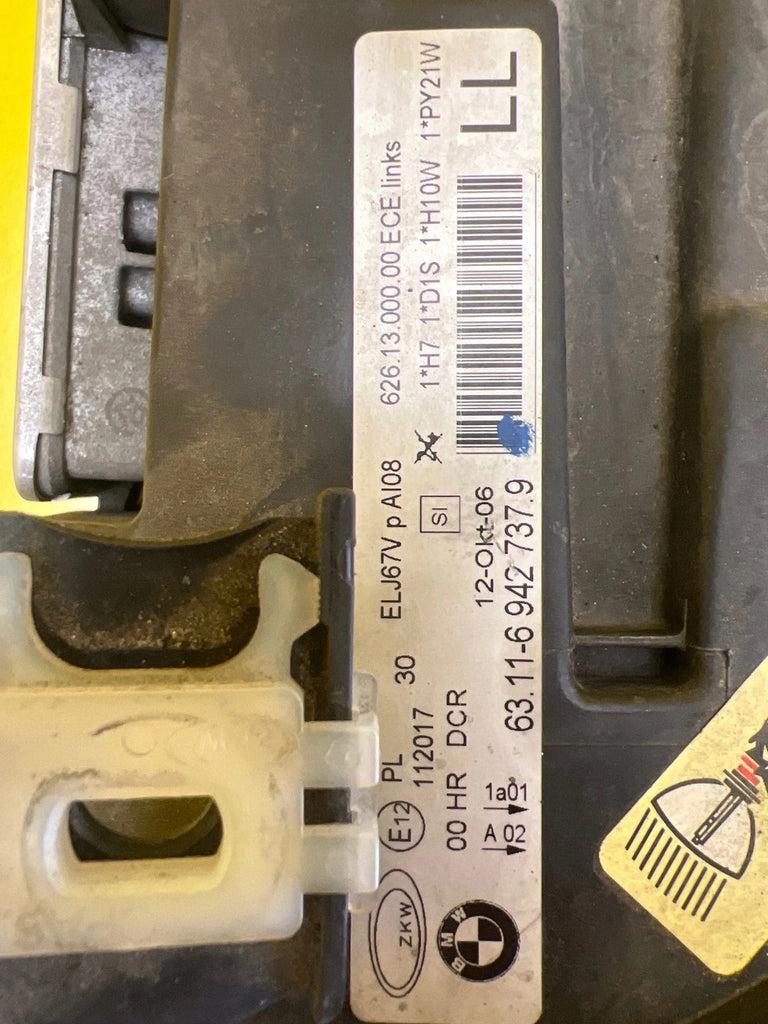 ZKW
E12 PL 30 ELJ67V p AI08 626.13.000.00 ECE links
112017 SI 1*H7 1*D1S 1*H10W 1*PY21W
BMW
00 HR DCR
1a01
A 02
12-Okt-06
63.11-6 942 737.9
LL